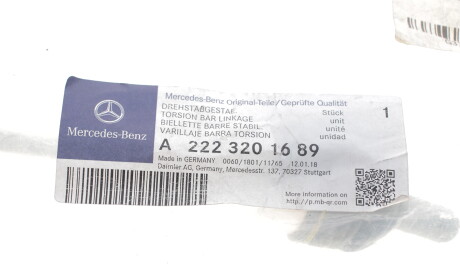 Mercedes-Benz
Mercedes-Benz Original-Teile/Geprüfte Qualität
DREHSTABGESTÄE
TORSION BAR LINKAGE
BIELLETTE BARRE STABIL.
VARILLAJE BARRA TORSION
Stück
unit
unité
unidad
1
A 222 320 16 89
Made in GERMANY 0060/1801/11765 12.01.18
Daimler AG, Germany, Mercedesstr. 137, 70327 Stuttgart
More information on
http://p.mb-qr.com